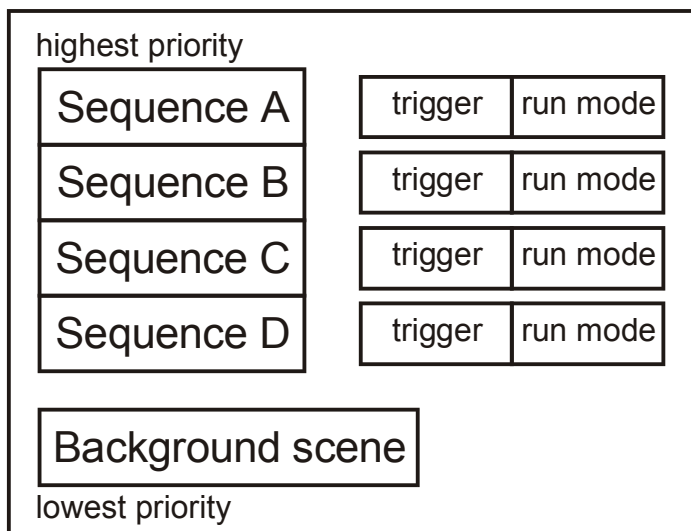 highest priority
Sequence A trigger run mode
Sequence B trigger run mode
Sequence C trigger run mode
Sequence D trigger run mode
Background scene
lowest priority